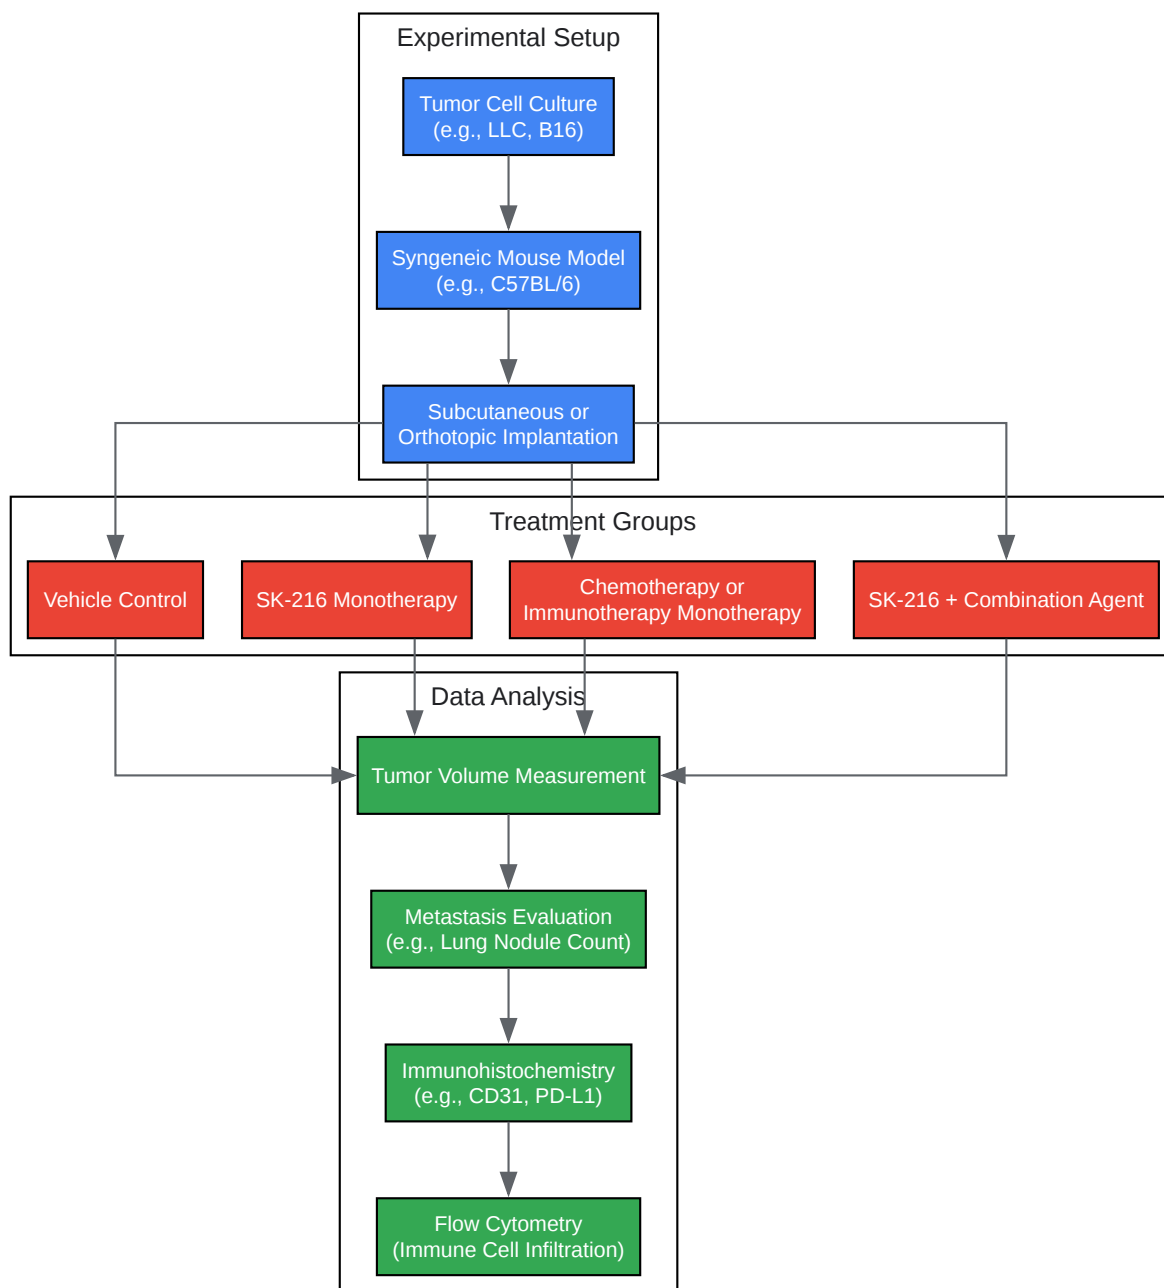 Experimental Setup
Tumor Cell Culture
(e.g., LLC, B16)
Syngeneic Mouse Model
(e.g., C57BL/6)
Subcutaneous or
Orthotopic Implantation
Treatment Groups
Vehicle Control
SK-216 Monotherapy
Chemotherapy or
Immunotherapy Monotherapy
SK-216 + Combination Agent
Data Analysis
Tumor Volume Measurement
Metastasis Evaluation
(e.g., Lung Nodule Count)
Immunohistochemistry
(e.g., CD31, PD-L1)
Flow Cytometry
(Immune Cell Infiltration)